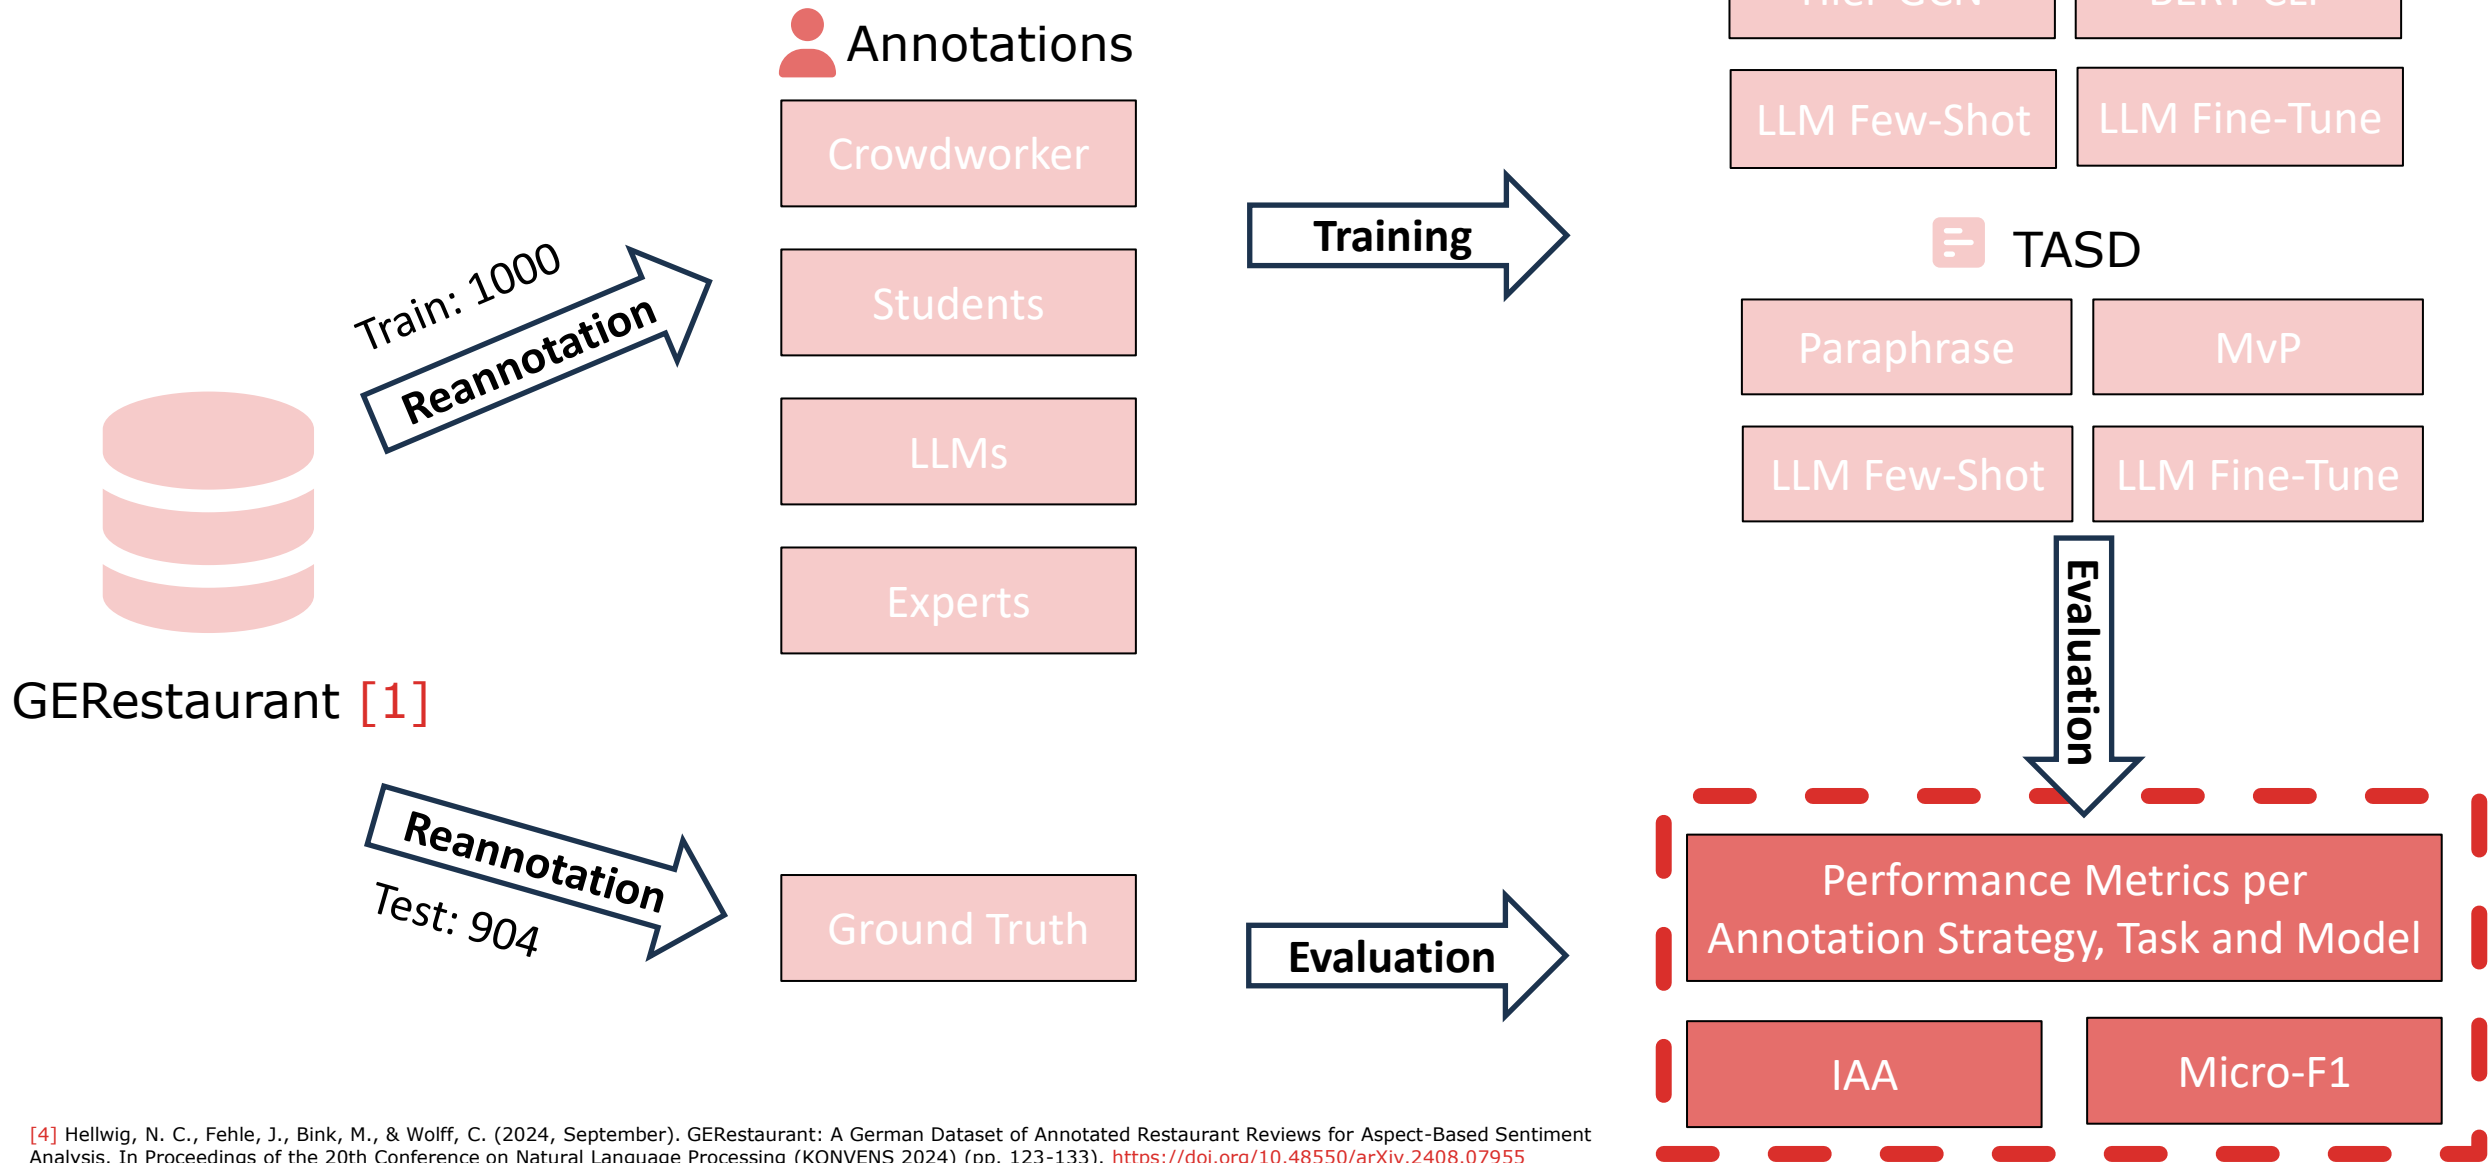 Annotations
Crowdworker
Students
LLMs
Experts
Train: 1000
Reannotation
GERestaurant [1]
Reannotation
Test: 904
Ground Truth
Training
Evaluation
LLM Few-Shot
LLM Fine-Tune
TASD
Paraphrase
MvP
LLM Few-Shot
LLM Fine-Tune
Evaluation
Performance Metrics per
Annotation Strategy, Task and Model
IAA
Micro-F1
[4] Hellwig, N. C., Fehle, J., Bink, M., & Wolff, C. (2024, September). GERestaurant: A German Dataset of Annotated Restaurant Reviews for Aspect-Based Sentiment
Analysis. In Proceedings of the 20th Conference on Natural Language Processing (KONVENS 2024) (pp. 123-133). https://doi.org/10.48550/arXiv.2408.07955